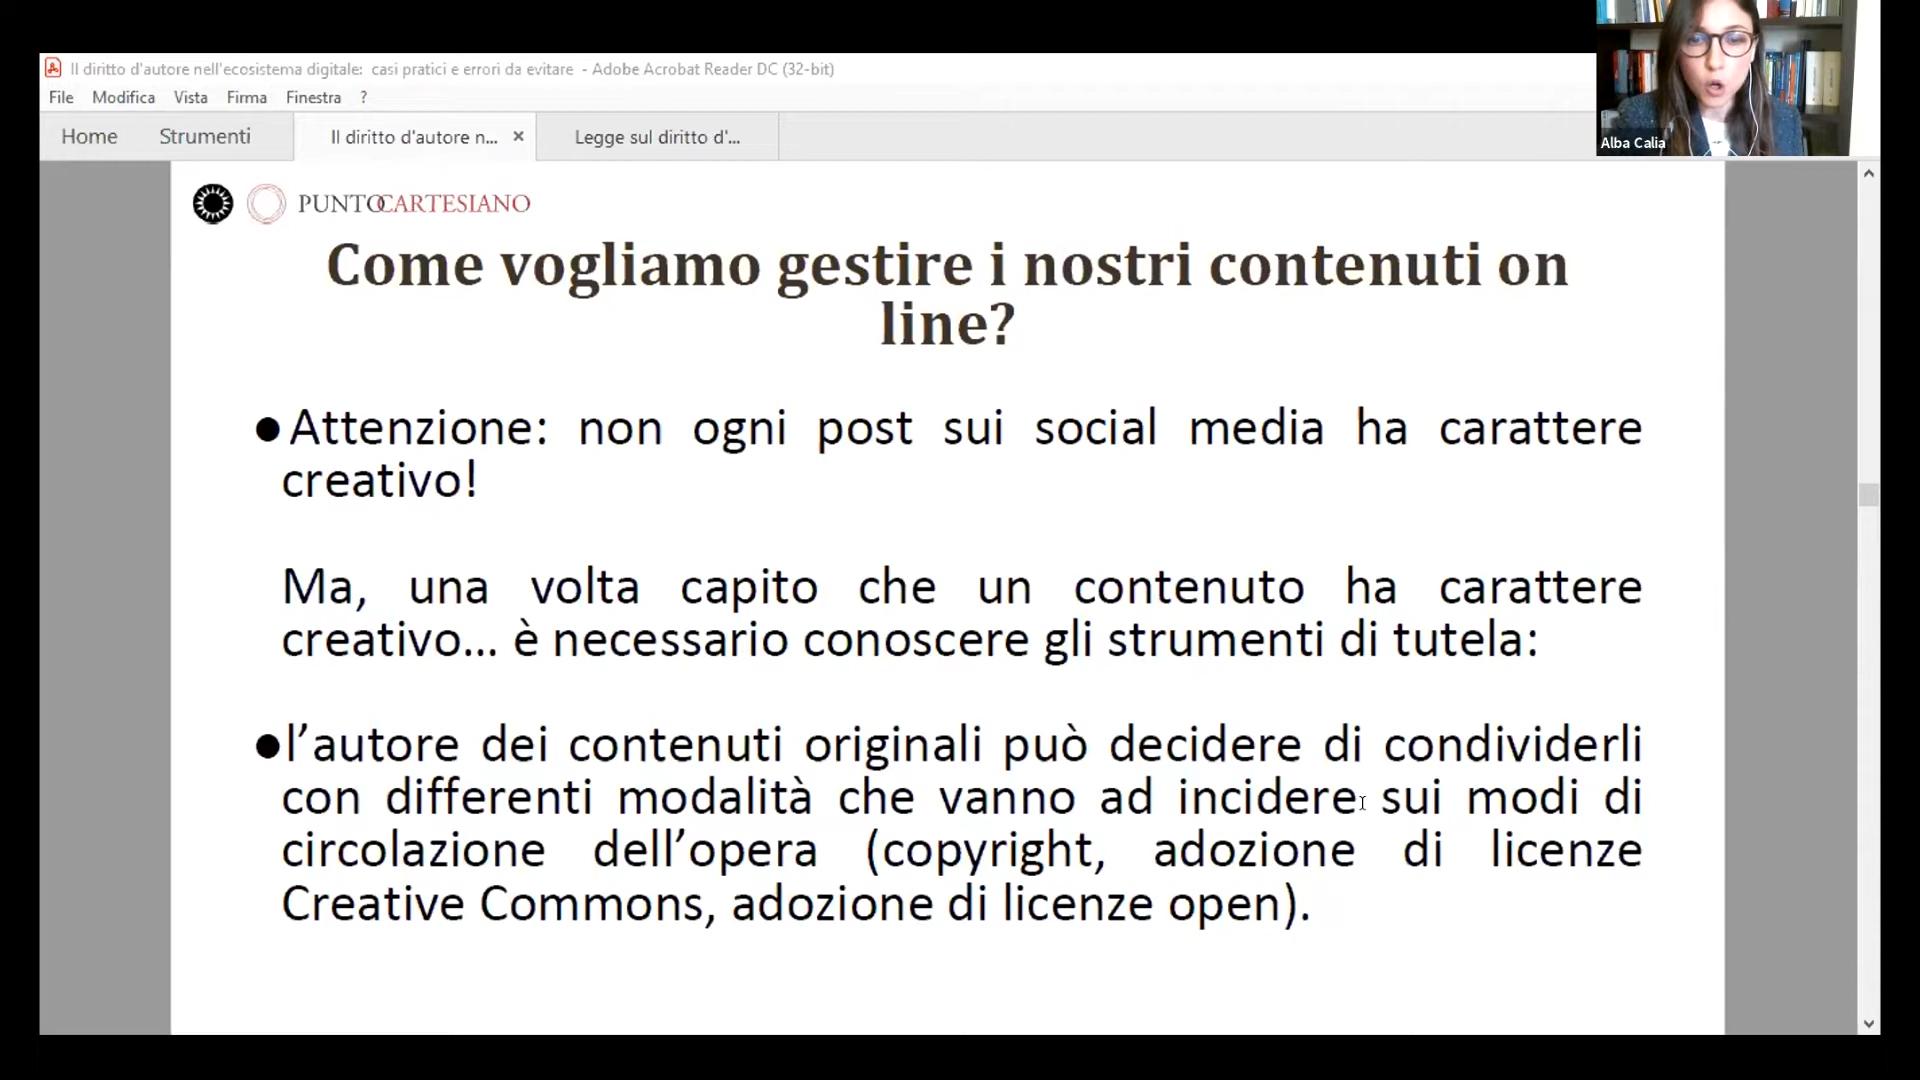 Il diritto d'autore nell'ecosistema digitale: casi pratici e errori da evitare - Adobe Acrobat Reader DC (32-bit)
File Modifica Vista Firma Finestra ?
Home Strumenti Il diritto d'autore n... × Legge sul diritto d'...
Alba Calia
PUNTOCARTESIANO
Come vogliamo gestire i nostri contenuti on
line?
●Attenzione: non ogni post sui social media ha carattere
creativo!
Ma, una volta capito che un contenuto ha carattere
creativo... è necessario conoscere gli strumenti di tutela:
●l’autore dei contenuti originali può decidere di condividerli
con differenti modalità che vanno ad incidere sui modi di
circolazione dell’opera (copyright, adozione di licenze
Creative Commons, adozione di licenze open).